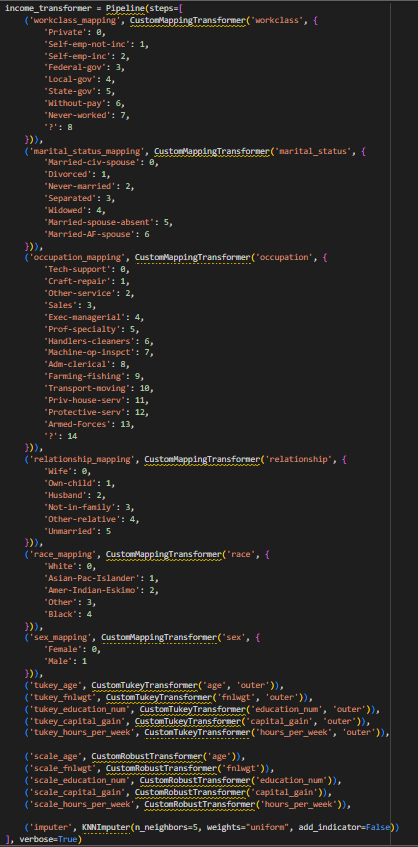 income_transformer = Pipeline(steps=[
('workclass_mapping', CustomMappingTransformer('workclass', {
'Private': 0,
'Self-emp-not-inc': 1,
'Self-emp-inc': 2,
'Federal-gov': 3,
'Local-gov': 4,
'State-gov': 5,
'Without-pay': 6,
'Never-worked': 7,
'?': 8
})),
('marital_status_mapping', CustomMappingTransformer('marital_status', {
'Married-civ-spouse': 0,
'Divorced': 1,
'Never-married': 2,
'Separated': 3,
'Widowed': 4,
'Married-spouse-absent': 5,
'Married-AF-spouse': 6
})),
('occupation_mapping', CustomMappingTransformer('occupation', {
'Tech-support': 0,
'Craft-repair': 1,
'Other-service': 2,
'Sales': 3,
'Exec-managerial': 4,
'Prof-specialty': 5,
'Handlers-cleaners': 6,
'Machine-op-inspct': 7,
'Adm-clerical': 8,
'Farming-fishing': 9,
'Transport-moving': 10,
'Priv-house-serv': 11,
'Protective-serv': 12,
'Armed-Forces': 13,
'?': 14
})),
('relationship_mapping', CustomMappingTransformer('relationship', {
'Wife': 0,
'Own-child': 1,
'Husband': 2,
'Not-in-family': 3,
'Other-relative': 4,
'Unmarried': 5
})),
('race_mapping', CustomMappingTransformer('race', {
'White': 0,
'Asian-Pac-Islander': 1,
'Amer-Indian-Eskimo': 2,
'Other': 3,
'Black': 4
})),
('sex_mapping', CustomMappingTransformer('sex', {
'Female': 0,
'Male': 1
})),
('tukey_age', CustomTukeyTransformer('age', 'outer')),
('tukey_fnlwgt', CustomTukeyTransformer('fnlwgt', 'outer')),
('tukey_education_num', CustomTukeyTransformer('education_num', 'outer')),
('tukey_capital_gain', CustomTukeyTransformer('capital_gain', 'outer')),
('tukey_hours_per_week', CustomTukeyTransformer('hours_per_week', 'outer')),
('scale_age', CustomRobustTransformer('age')),
('scale_fnlwgt', CustomRobustTransformer('fnlwgt')),
('scale_education_num', CustomRobustTransformer('education_num')),
('scale_capital_gain', CustomRobustTransformer('capital_gain')),
('scale_hours_per_week', CustomRobustTransformer('hours_per_week')),
('imputer', KNNImputer(n_neighbors=5, weights="uniform", add_indicator=False))
], verbose=True)